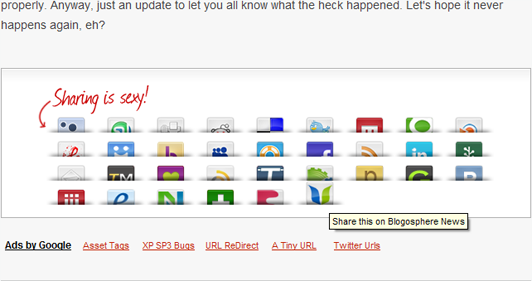 properly. Anyway, just an update to let you all know what the heck happened. Let's hope it never
happens again, eh?
Sharing is sexy!
Share this on Blogosphere News
Ads by Google Asset Tags XP SP3 Bugs URL ReDirect A Tiny URL Twitter Urls